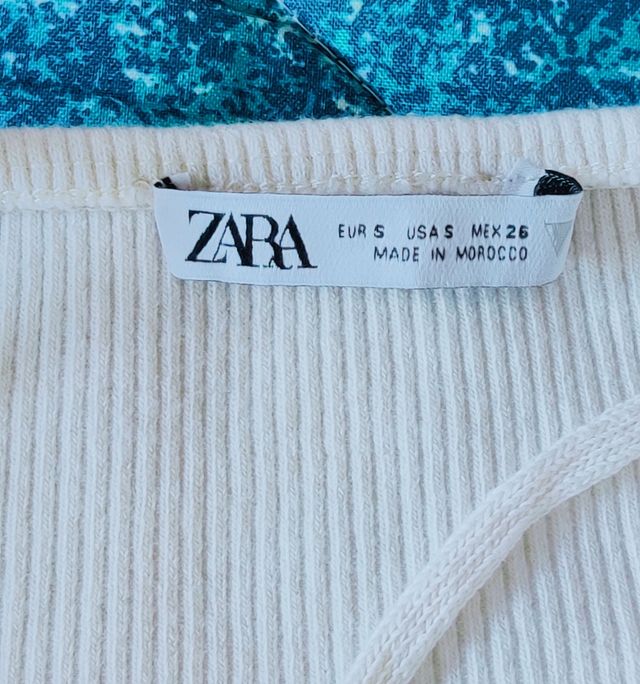 ZARA
EUR S USA S MEX 26
MADE IN MOROCCO